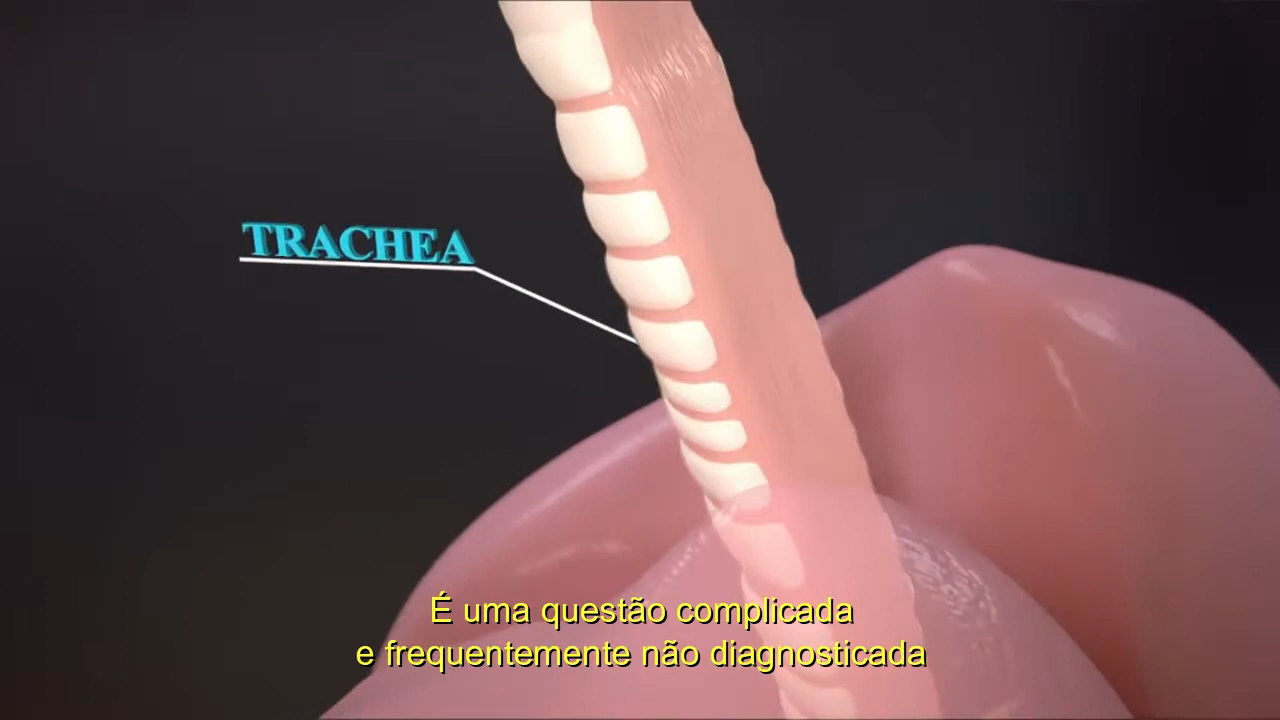 TRACHEA
É uma questão complicada
e frequentemente não diagnosticada